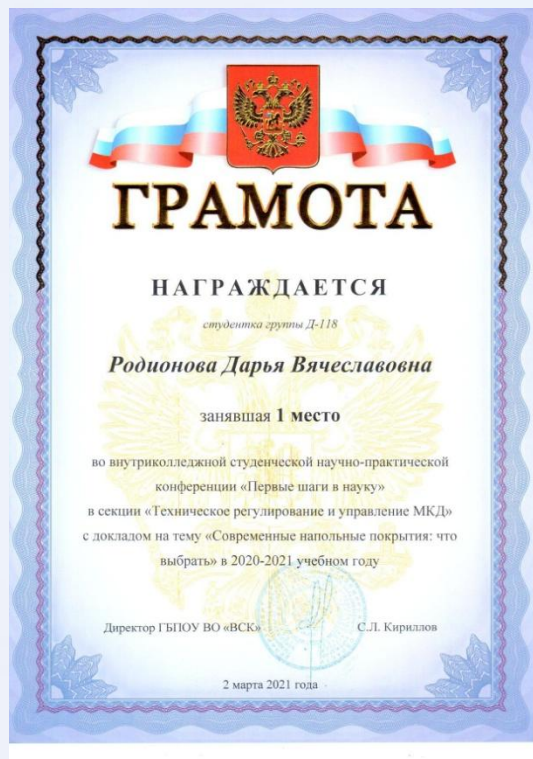 ГРАМОТА
НАГРАЖДАЕТСЯ
студентка группы Д-118
Родионова Дарья Вячеславовна
занявшая 1 место
во внутриколледжной студенческой научно-практической
конференции «Первые шаги в науку»
в секции «Техническое регулирование и управление МКД»
с докладом на тему «Современные напольные покрытия: что
выбрать» в 2020-2021 учебном году
Директор ГБПОУ ВО «ВСК» С.Л. Кириллов
2 марта 2021 года